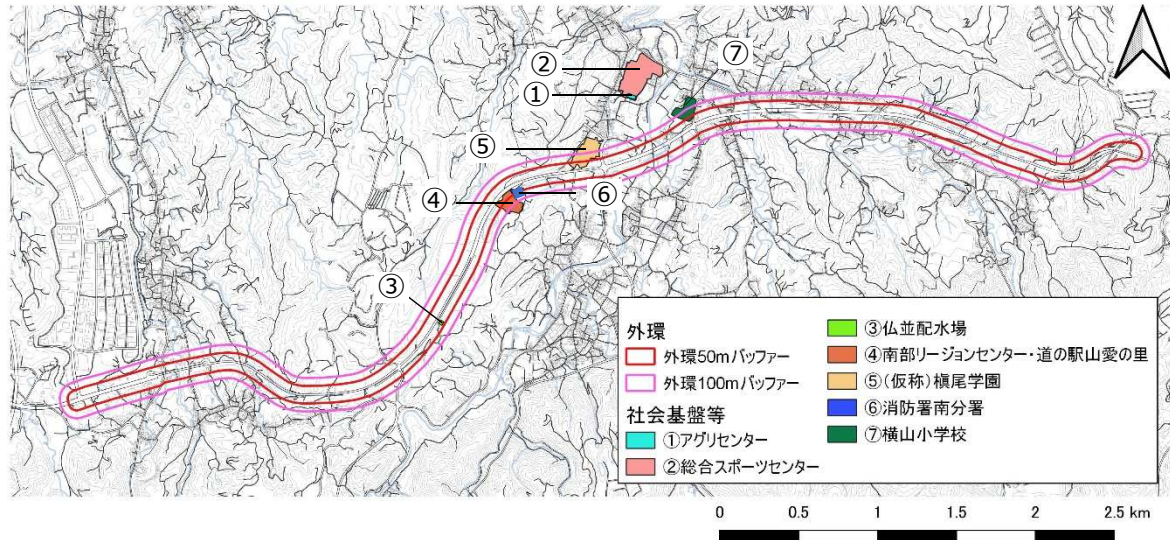 ②
⑦
①
⑤
④
⑥
③
外環
外環50mバッファー
外環100mバッファー
社会基盤等
①アグリセンター
②総合スポーツセンター
③仏並配水場
④南部リージョンセンター・道の駅山愛の里
⑤(仮称)槇尾学園
⑥消防署南分署
⑦横山小学校
0 0.5 1 1.5 2 2.5 km